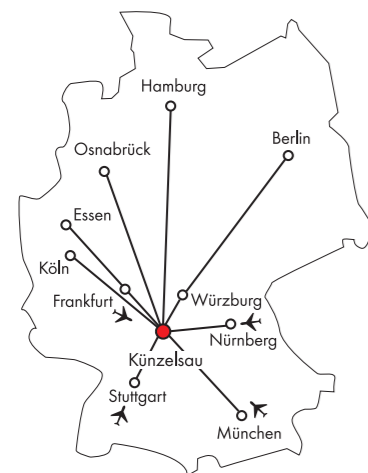 Hamburg
Berlin
Osnabrück
Essen
Köln
Frankfurt
Würzburg
Nürnberg
Künzelsau
Stuttgart
München